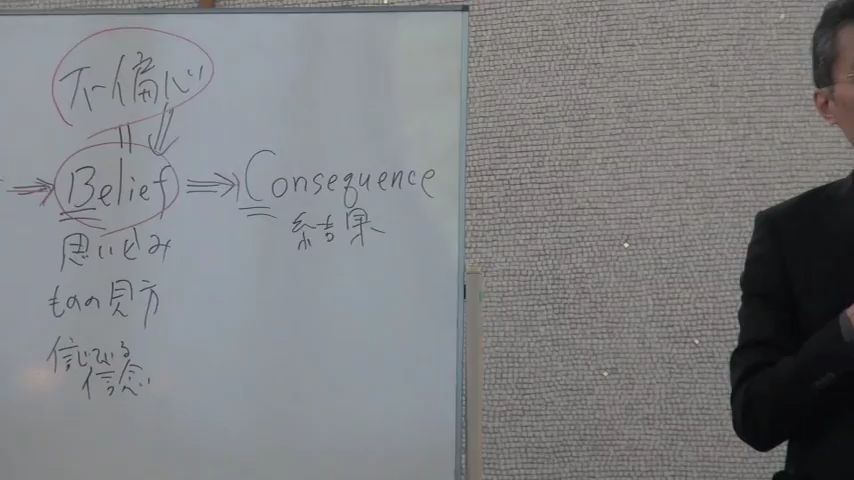 不偏心
Belief
Consequence
結果
思いこみ
ものの見方
信じている
信念